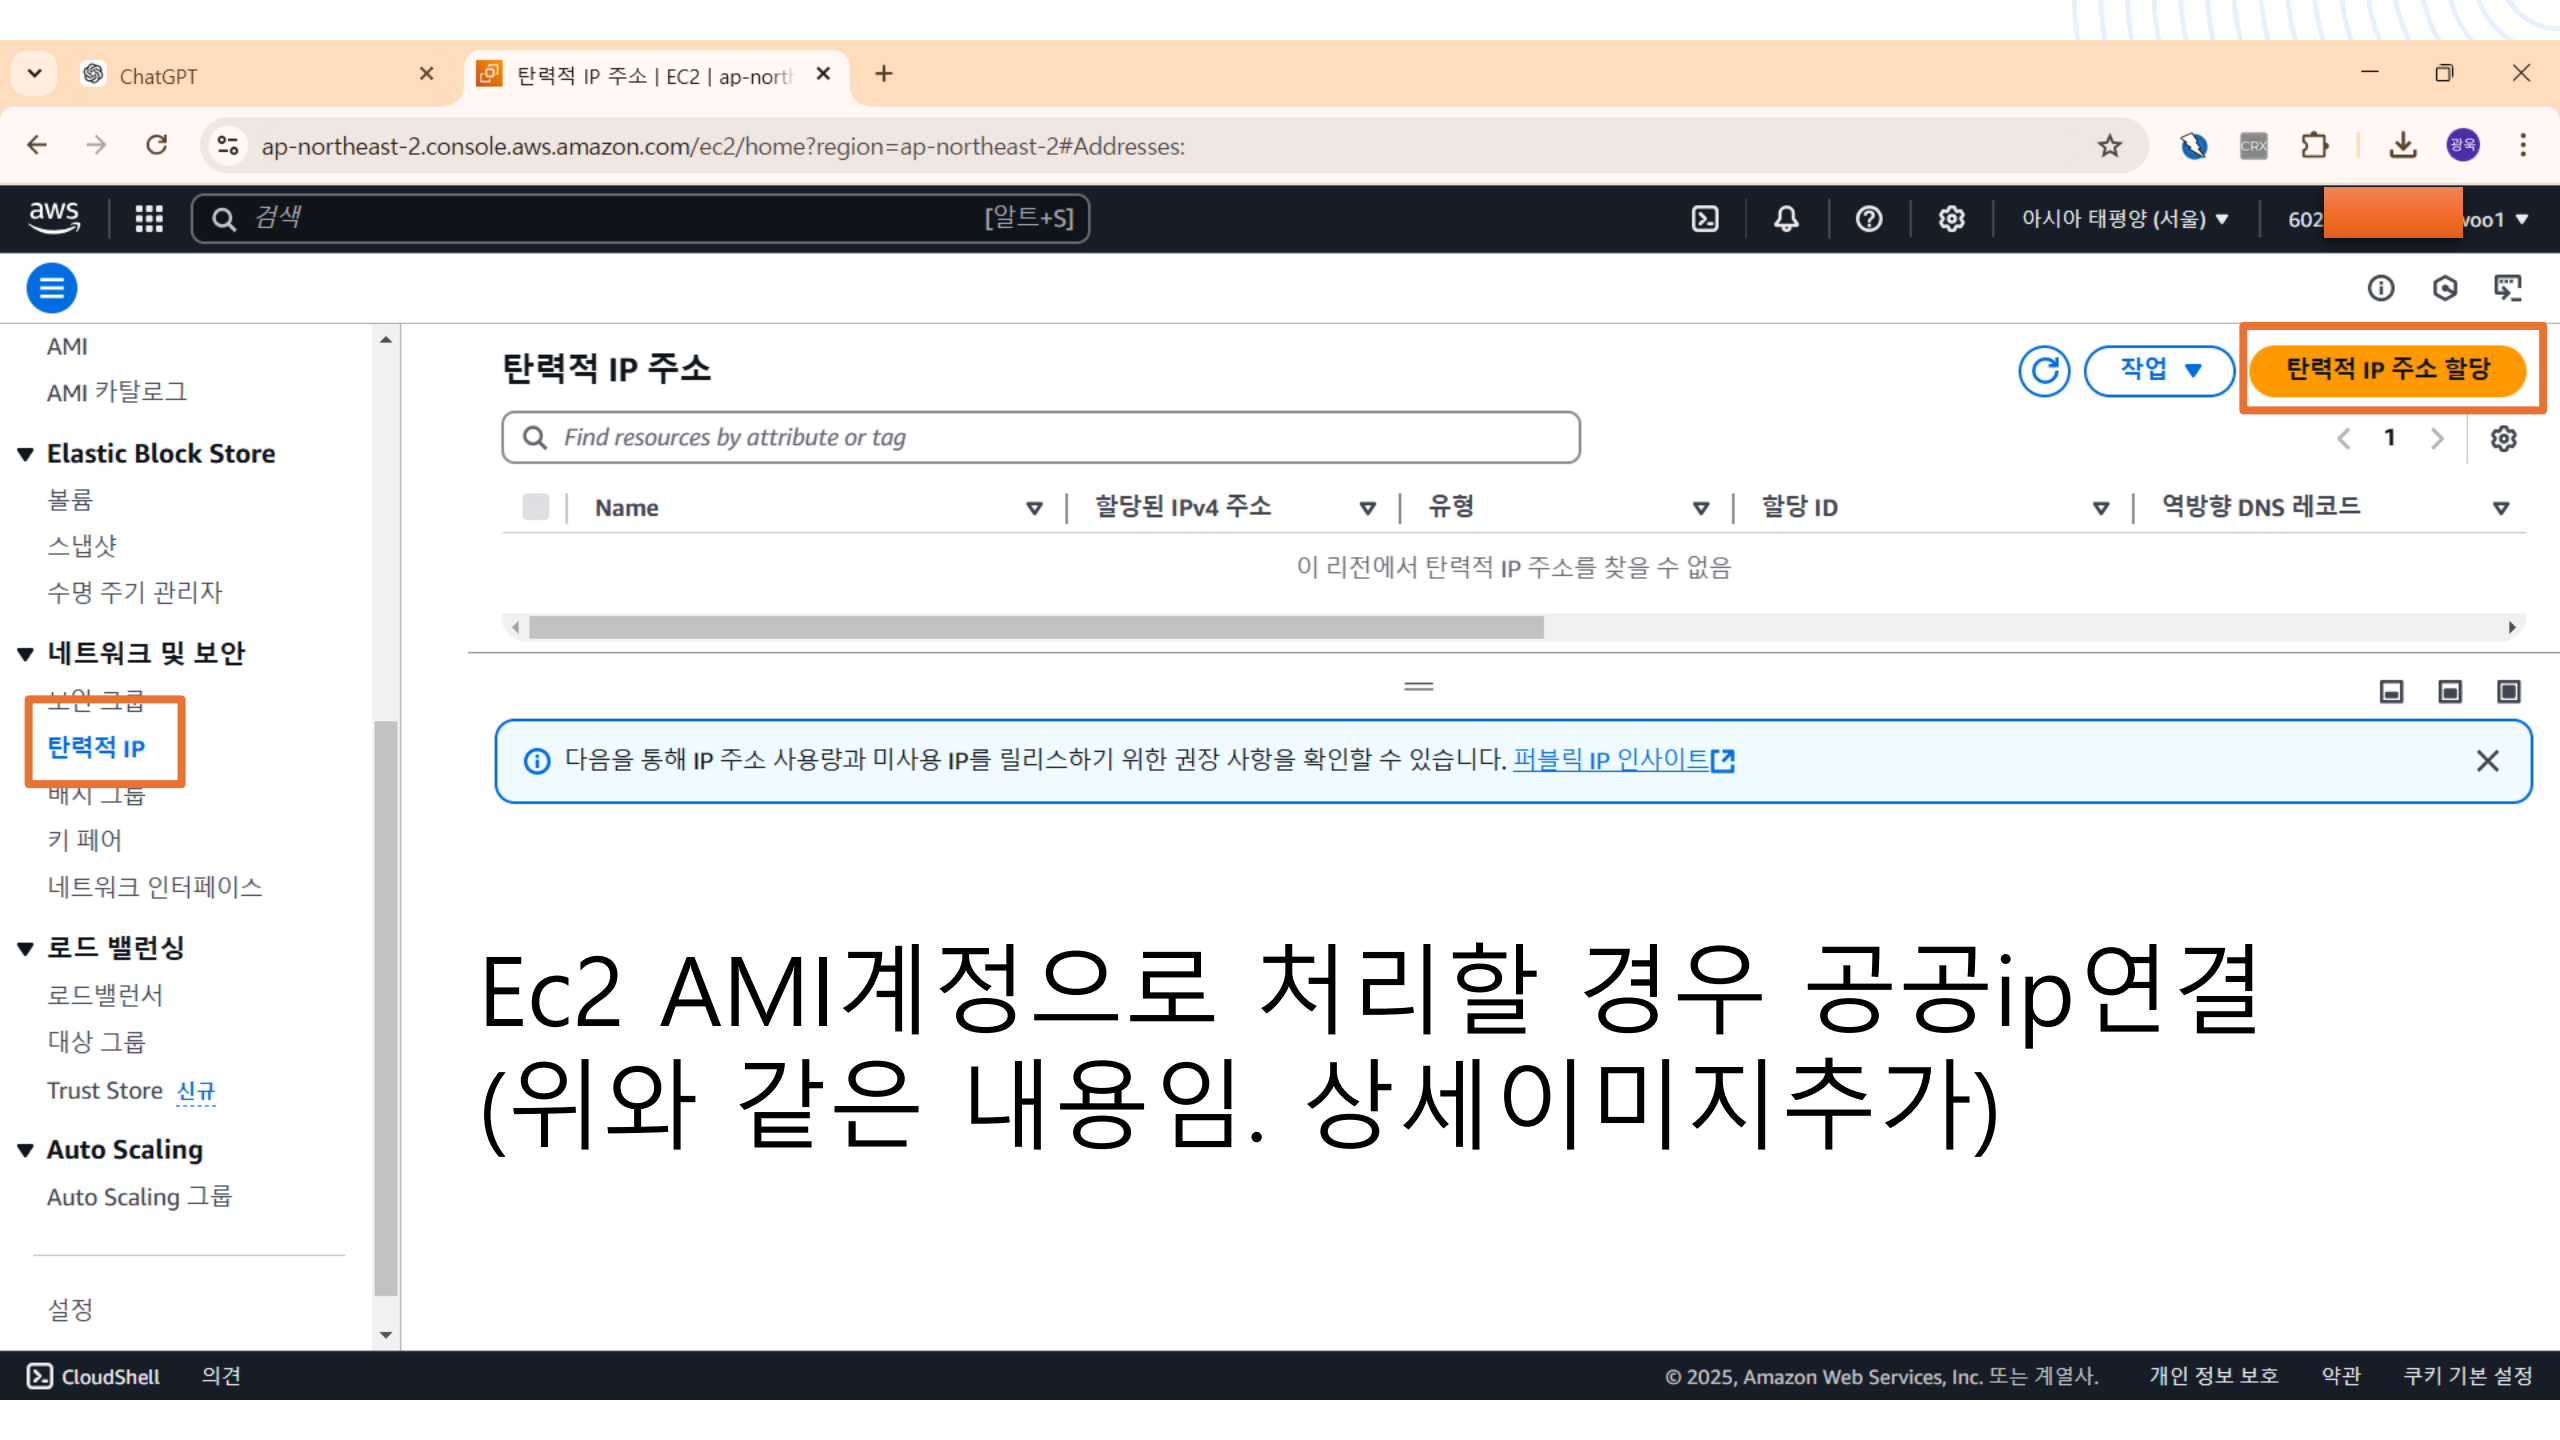 ChatGPT
탄력적 IP 주소 | EC2 | ap-north
ap-northeast-2.console.aws.amazon.com/ec2/home?region=ap-northeast-2#Addresses:
CRX
광욱
aws
검색
[알트+S]
아시아 태평양 (서울)
602
woo1
AMI
AMI 카탈로그
Elastic Block Store
볼륨
스냅샷
수명 주기 관리자
네트워크 및 보안
보안 그룹
탄력적 IP
배치 그룹
키 페어
네트워크 인터페이스
로드 밸런싱
로드밸런서
대상 그룹
Trust Store 신규
Auto Scaling
Auto Scaling 그룹
설정
탄력적 IP 주소
작업
탄력적 IP 주소 할당
Find resources by attribute or tag
1
Name
할당된 IPv4 주소
유형
할당 ID
역방향 DNS 레코드
이 리전에서 탄력적 IP 주소를 찾을 수 없음
다음을 통해 IP 주소 사용량과 미사용 IP를 릴리스하기 위한 권장 사항을 확인할 수 있습니다. 퍼블릭 IP 인사이트
Ec2 AMI계정으로 처리할 경우 공공ip연결
(위와 같은 내용임. 상세이미지추가)
CloudShell
의견
© 2025, Amazon Web Services, Inc. 또는 계열사.
개인 정보 보호
약관
쿠키 기본 설정